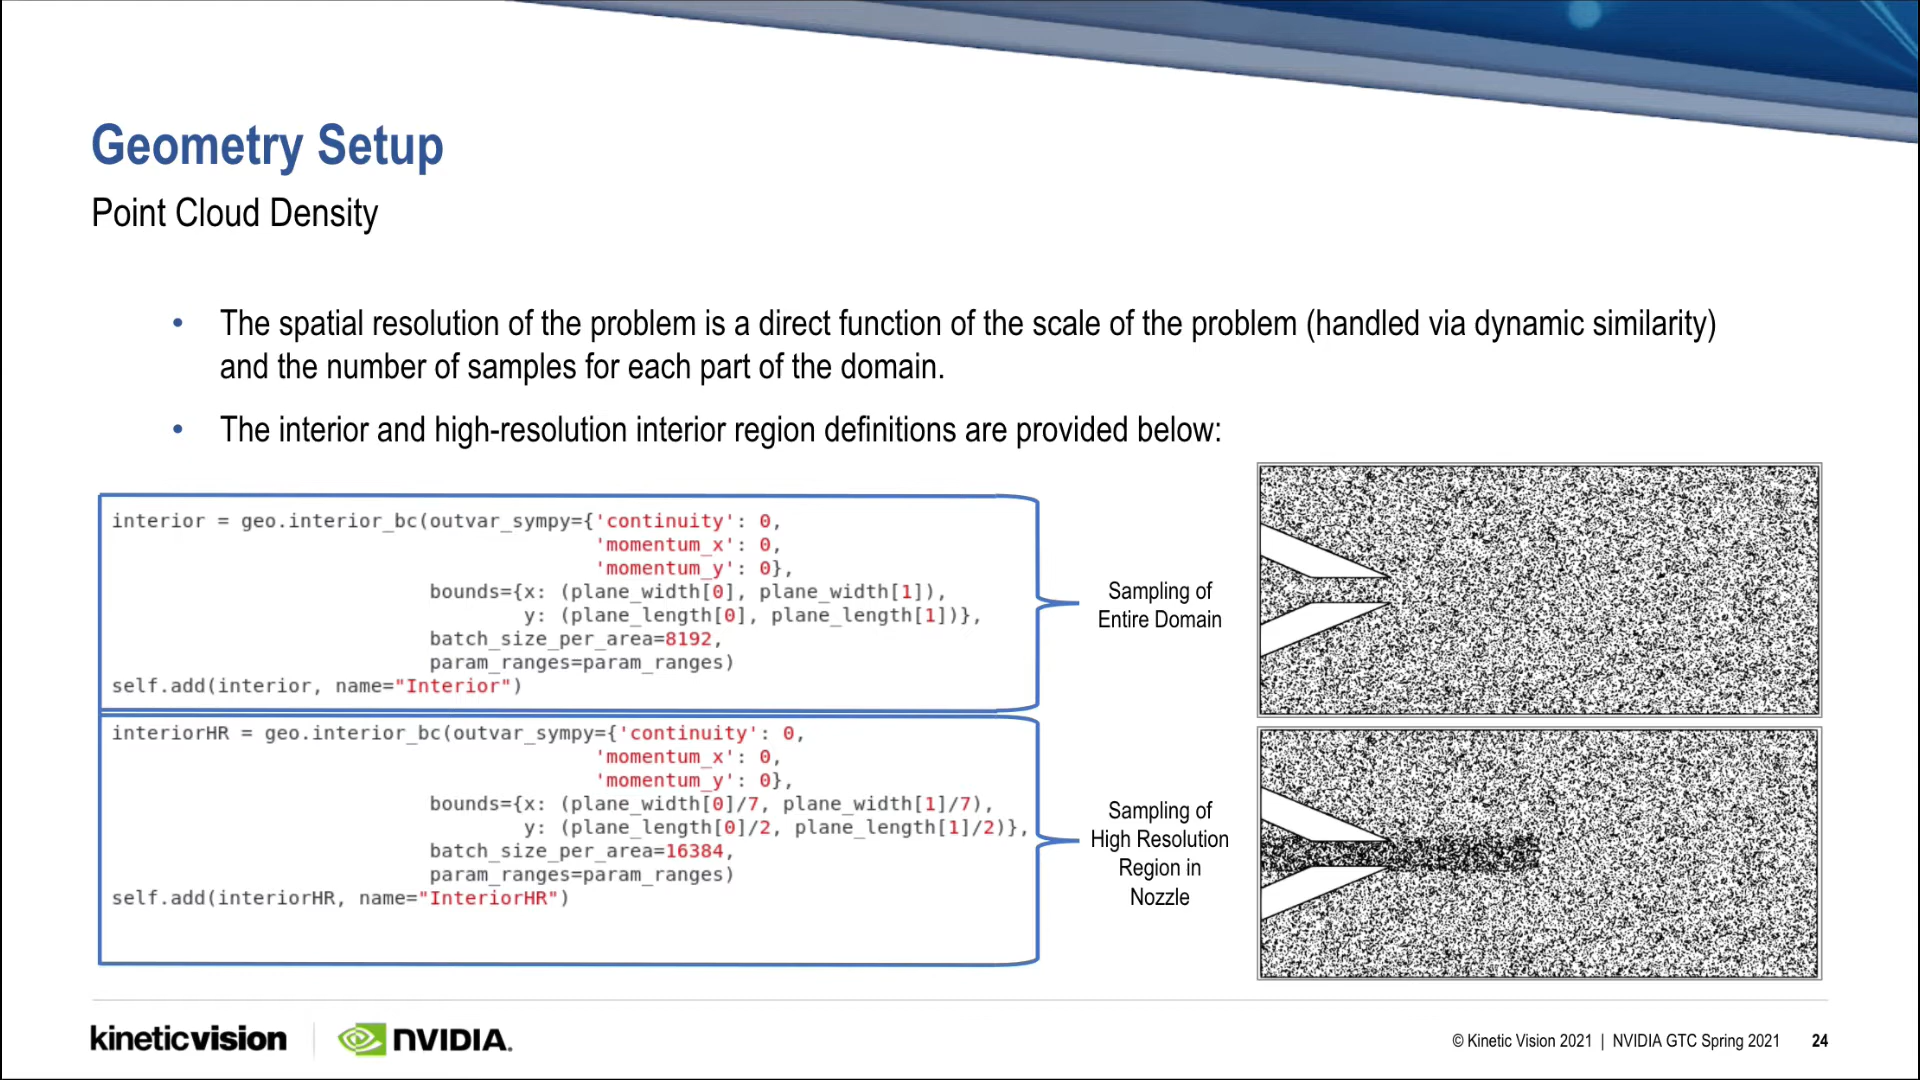 Geometry Setup
Point Cloud Density
• The spatial resolution of the problem is a direct function of the scale of the problem (handled via dynamic similarity)
and the number of samples for each part of the domain.
• The interior and high-resolution interior region definitions are provided below:
interior = geo.interior_bc(outvar_sympy={'continuity': 0,
'momentum_x': 0,
'momentum_y': 0},
bounds={x: (plane_width[0], plane_width[1]),
y: (plane_length[0], plane_length[1])},
batch_size_per_area=8192,
param_ranges=param_ranges)
self.add(interior, name="Interior")
Sampling of
Entire Domain
interiorHR = geo.interior_bc(outvar_sympy={'continuity': 0,
'momentum_x': 0,
'momentum_y': 0},
bounds={x: (plane_width[0]/7, plane_width[1]/7),
y: (plane_length[0]/2, plane_length[1]/2)},
batch_size_per_area=16384,
param_ranges=param_ranges)
self.add(interiorHR, name="InteriorHR")
Sampling of
High Resolution
Region in
Nozzle
kineticvision
NVIDIA.
© Kinetic Vision 2021 | NVIDIA GTC Spring 2021 24